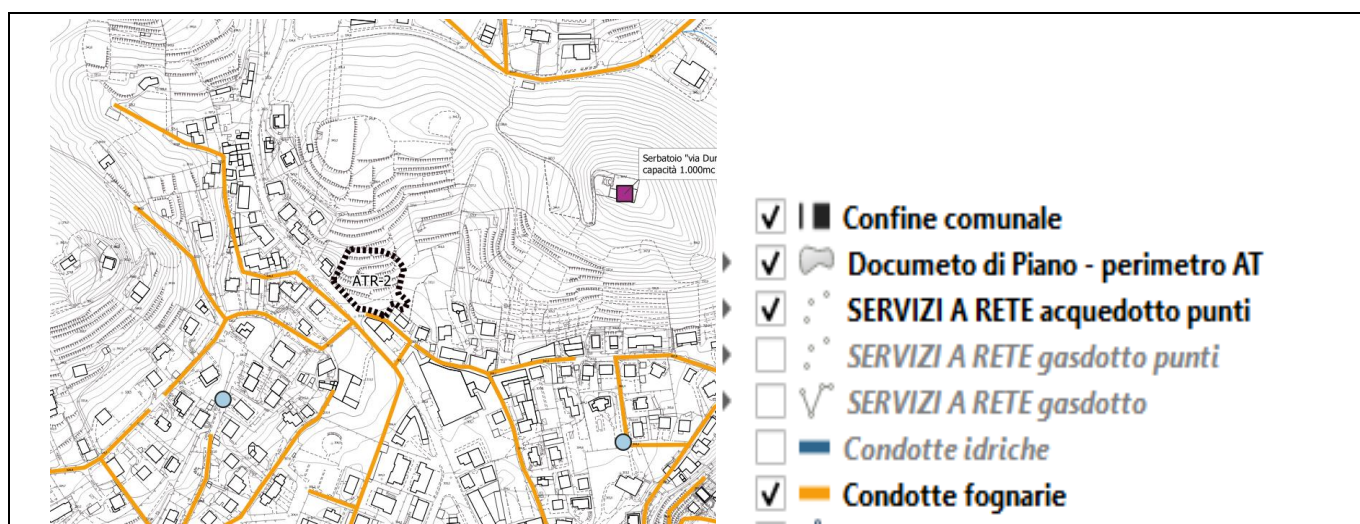 Serbatoio "via Dur
capacità 1.000mc
ATR-2
Confine comunale
Documeto di Piano - perimetro AT
SERVIZI A RETE acquedotto punti
SERVIZI A RETE gasdotto punti
SERVIZI A RETE gasdotto
Condotte idriche
Condotte fognarie